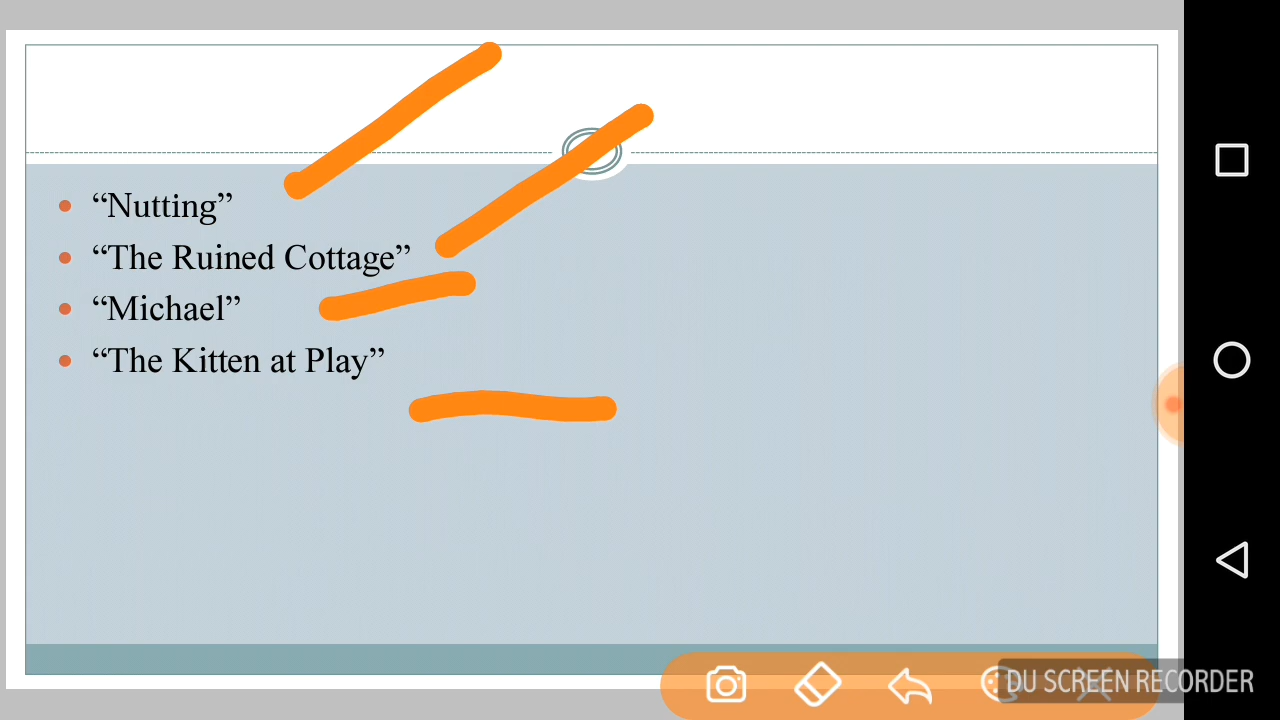 “Nutting”
“The Ruined Cottage”
“Michael”
“The Kitten at Play”
DU SCREEN RECORDER